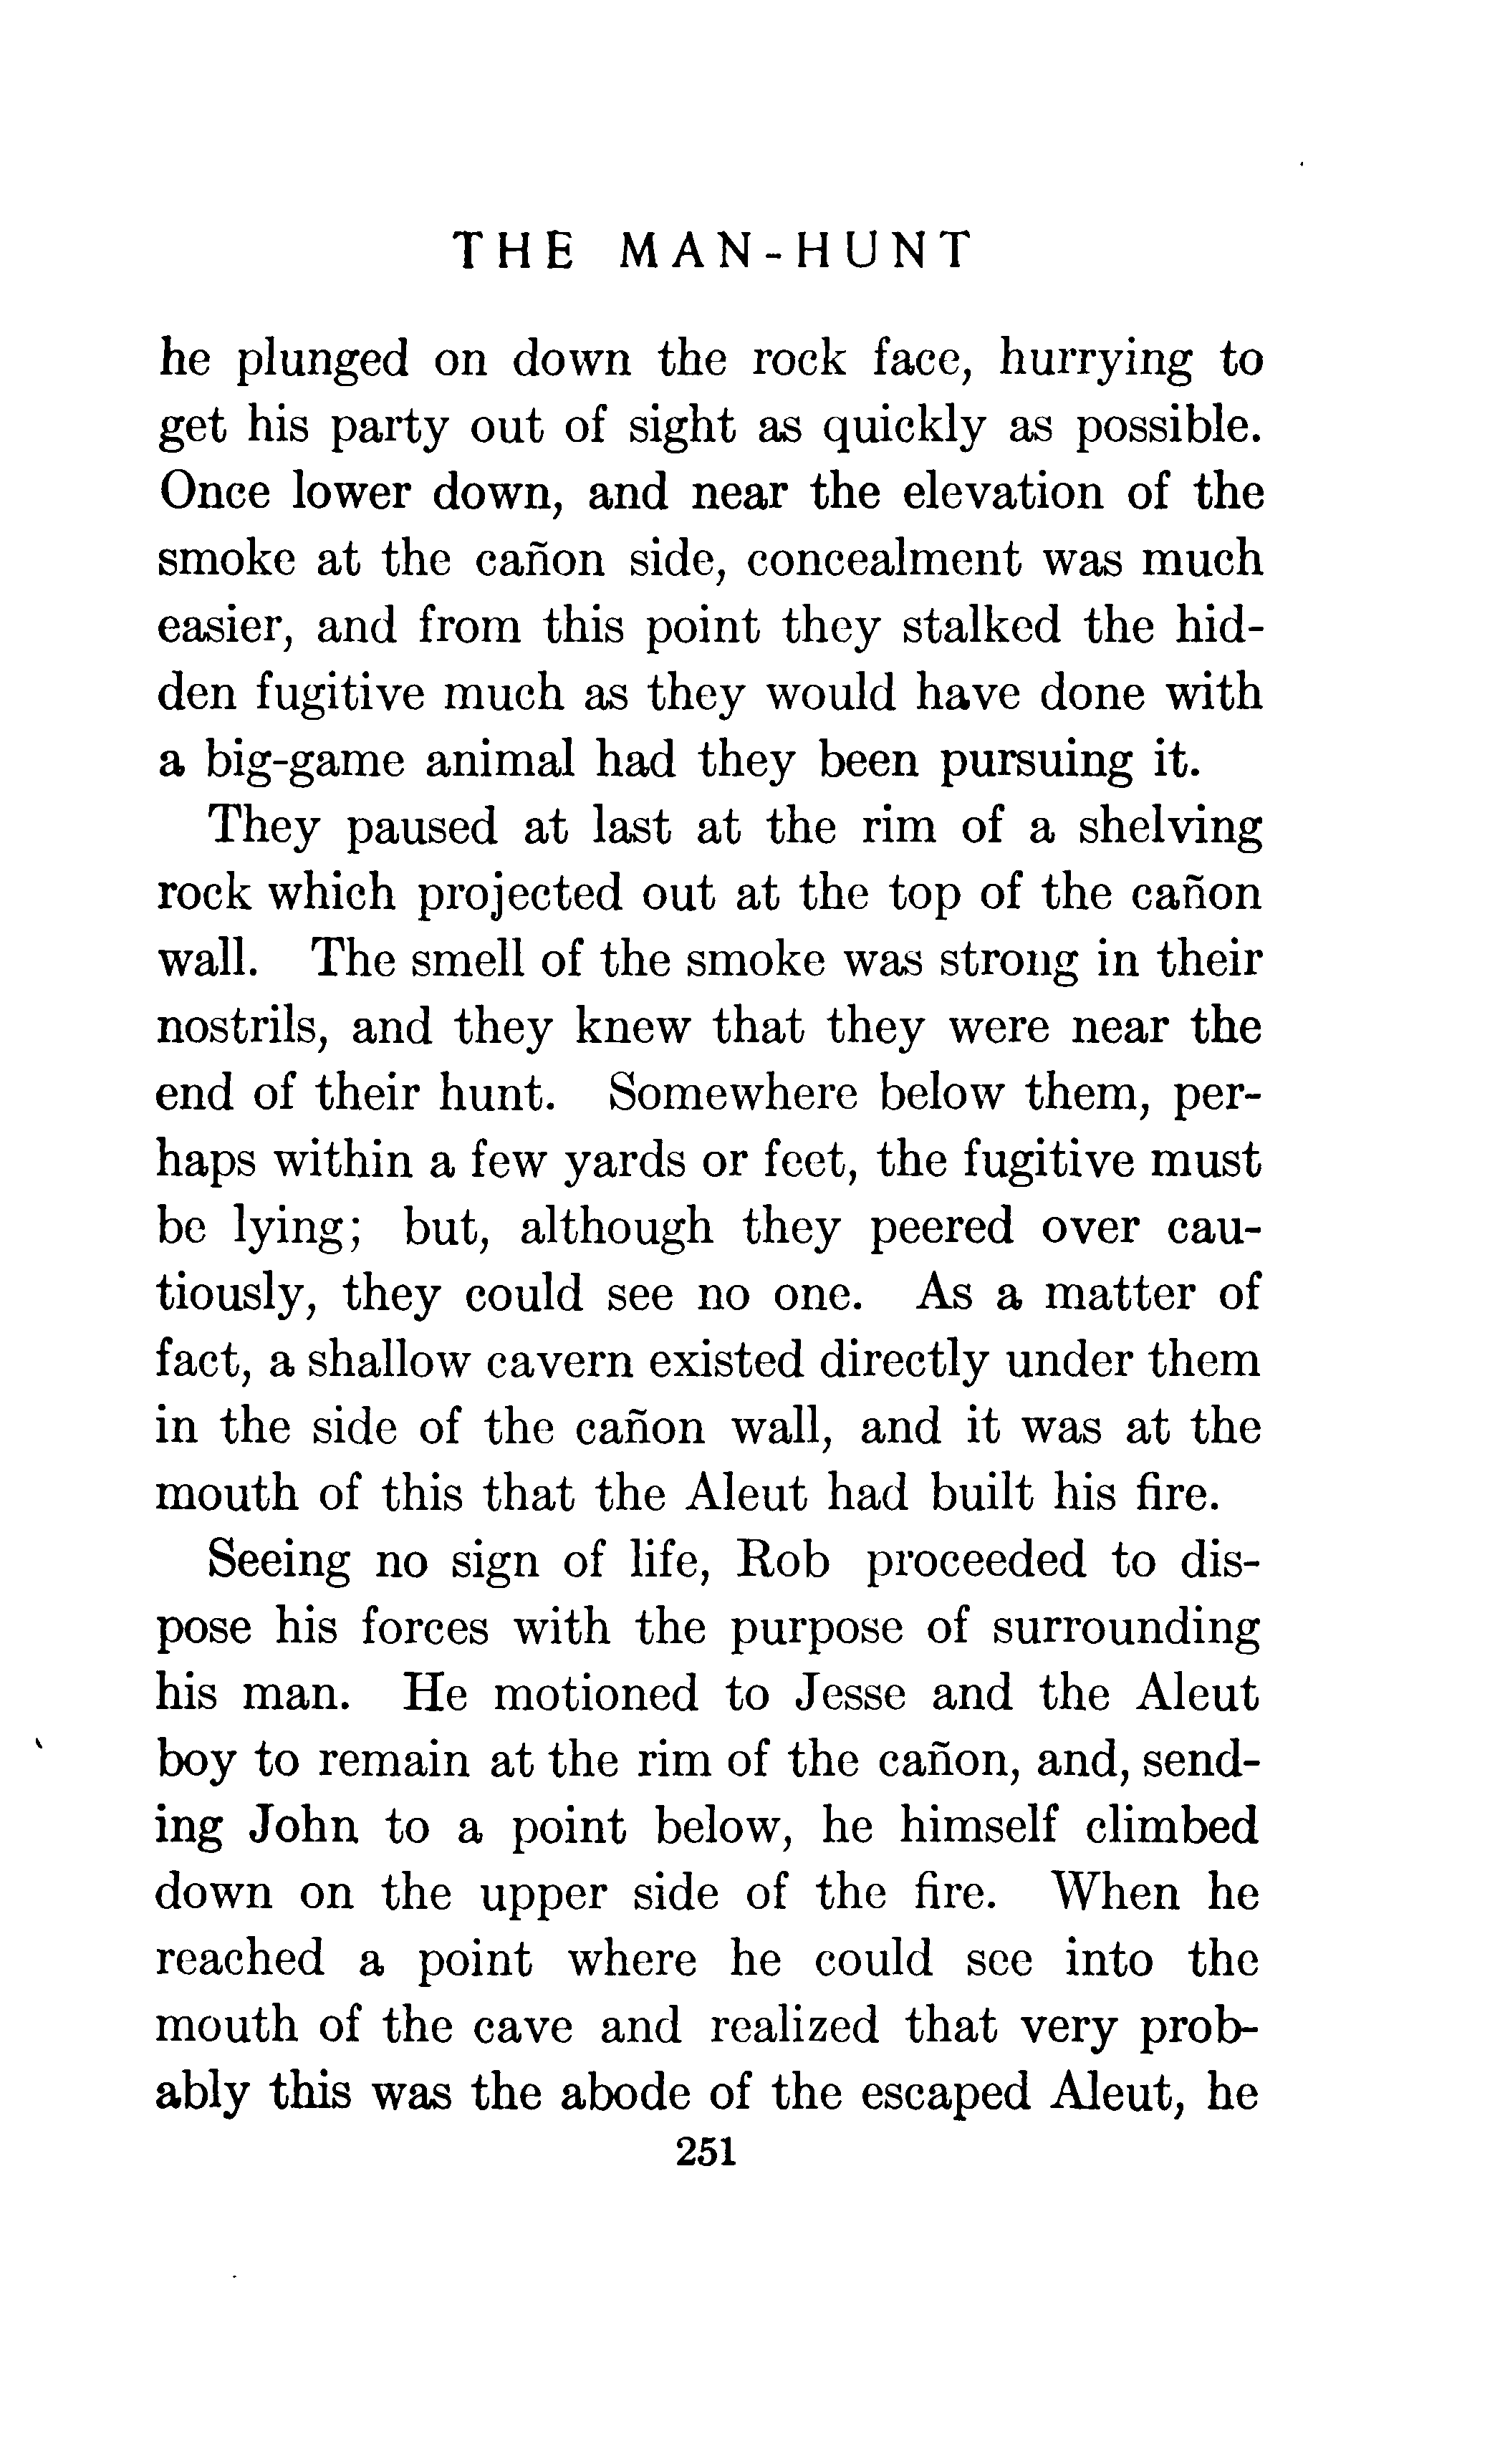 THE MAN-HUNT
he plunged on down the rock face, hurrying to
get his party out of sight as quickly as possible.
Once lower down, and near the elevation of the
smoke at the cañon side, concealment was much
easier, and from this point they stalked the hid-
den fugitive much as they would have done with
a big-game animal had they been pursuing it.
They paused at last at the rim of a shelving
rock which projected out at the top of the cañon
wall. The smell of the smoke was strong in their
nostrils, and they knew that they were near the
end of their hunt. Somewhere below them, per-
haps within a few yards or feet, the fugitive must
be lying; but, although they peered over cau-
tiously, they could see no one. As a matter of
fact, a shallow cavern existed directly under them
in the side of the cañon wall, and it was at the
mouth of this that the Aleut had built his fire.
Seeing no sign of life, Rob proceeded to dis-
pose his forces with the purpose of surrounding
his man. He motioned to Jesse and the Aleut
boy to remain at the rim of the cañon, and, send-
ing John to a point below, he himself climbed
down on the upper side of the fire. When he
reached a point where he could see into the
mouth of the cave and realized that very prob-
ably this was the abode of the escaped Aleut, he
251